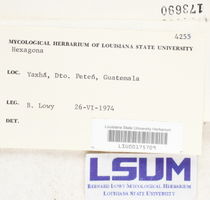 173690
4255
MYCOLOGICAL HERBARIUM OF LOUISIANA STATE UNIVERSITY
Hexagona
LOC. Yaxhá, Dto. Petén, Guatemala
LEG. B. Lowy 26-VI-1974
DET.
Louisiana State University Herbarium
LSU00175709
LSUM
BERNARD LOWY MYCOLOGICAL HERBARIUM
LOUISIANA STATE UNIVERSITY